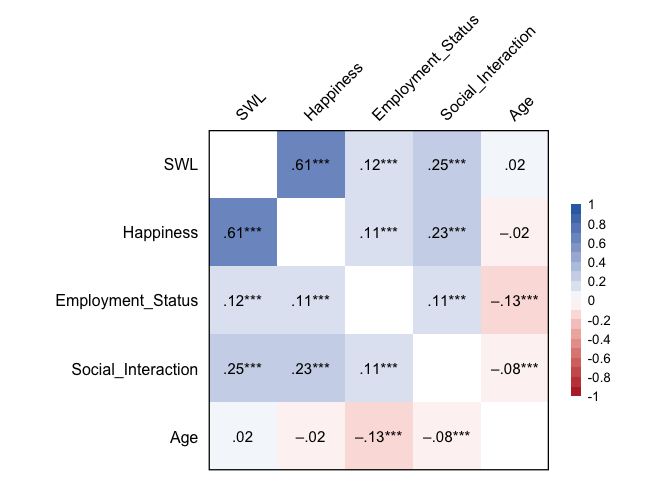 SWL
Happiness
Employment_Status
Social_Interaction
Age
SWL .61*** .12*** .25*** .02
Happiness .61*** .11*** .23*** –.02
Employment_Status .12*** .11*** .11*** –.13***
Social_Interaction .25*** .23*** .11*** –.08***
Age .02 –.02 –.13*** –.08***
1
0.8
0.6
0.4
0.2
0
-0.2
-0.4
-0.6
-0.8
-1